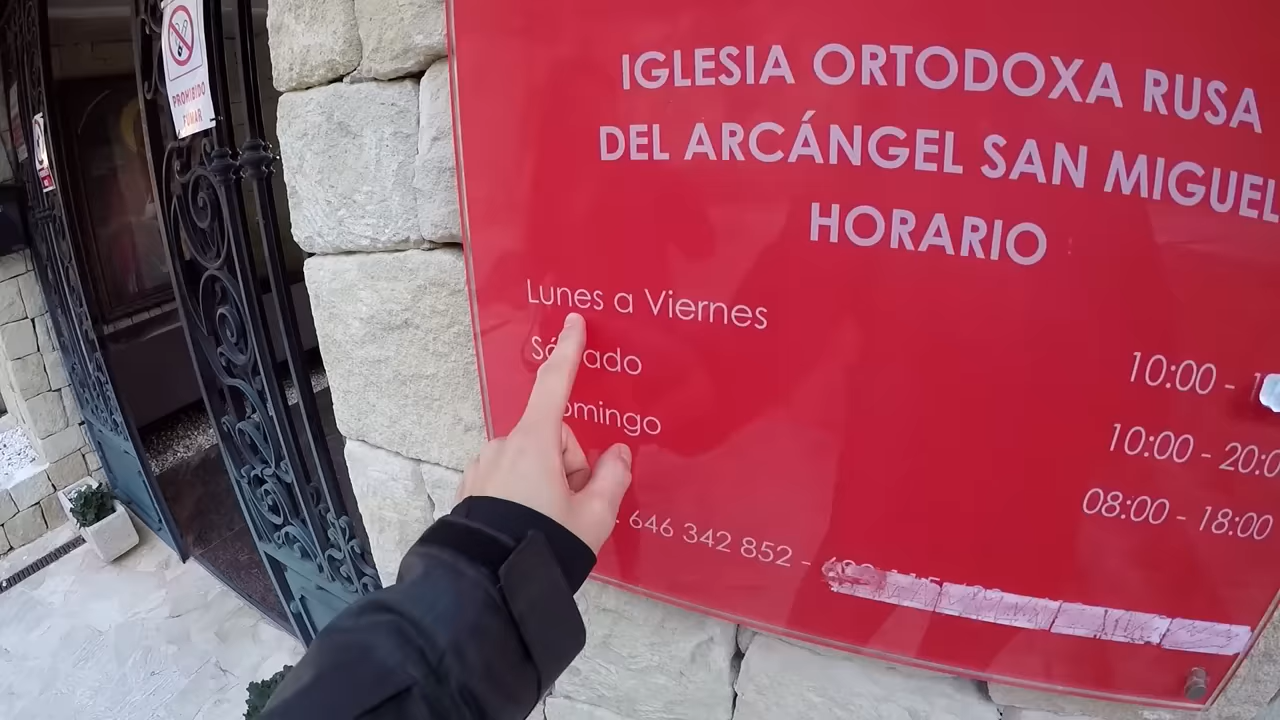 PROHIBIDO
FUMAR
IGLESIA ORTODOXA RUSA
DEL ARCÁNGEL SAN MIGUEL
HORARIO
Lunes a Viernes 10:00 -
Sábado 10:00 - 20:0
Domingo 08:00 - 18:00
646 342 852 -